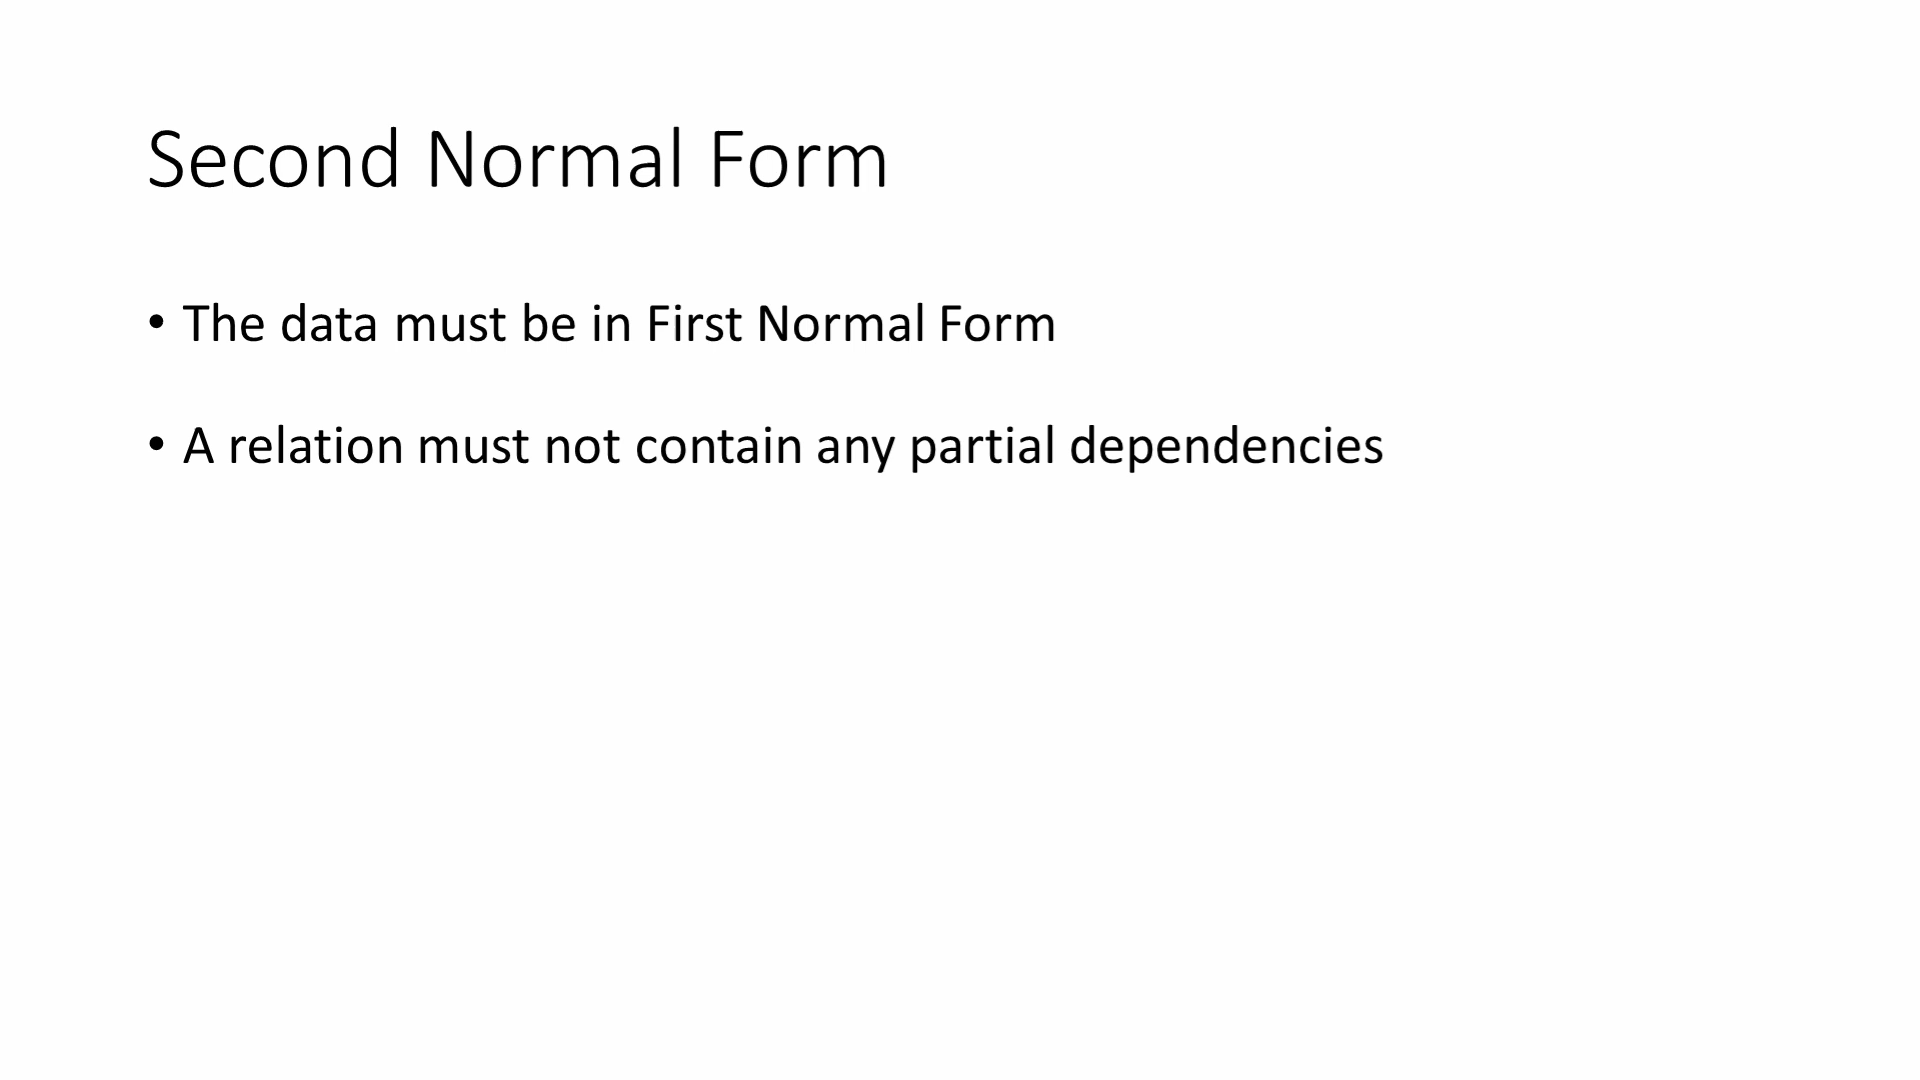 Second Normal Form
• The data must be in First Normal Form
• A relation must not contain any partial dependencies